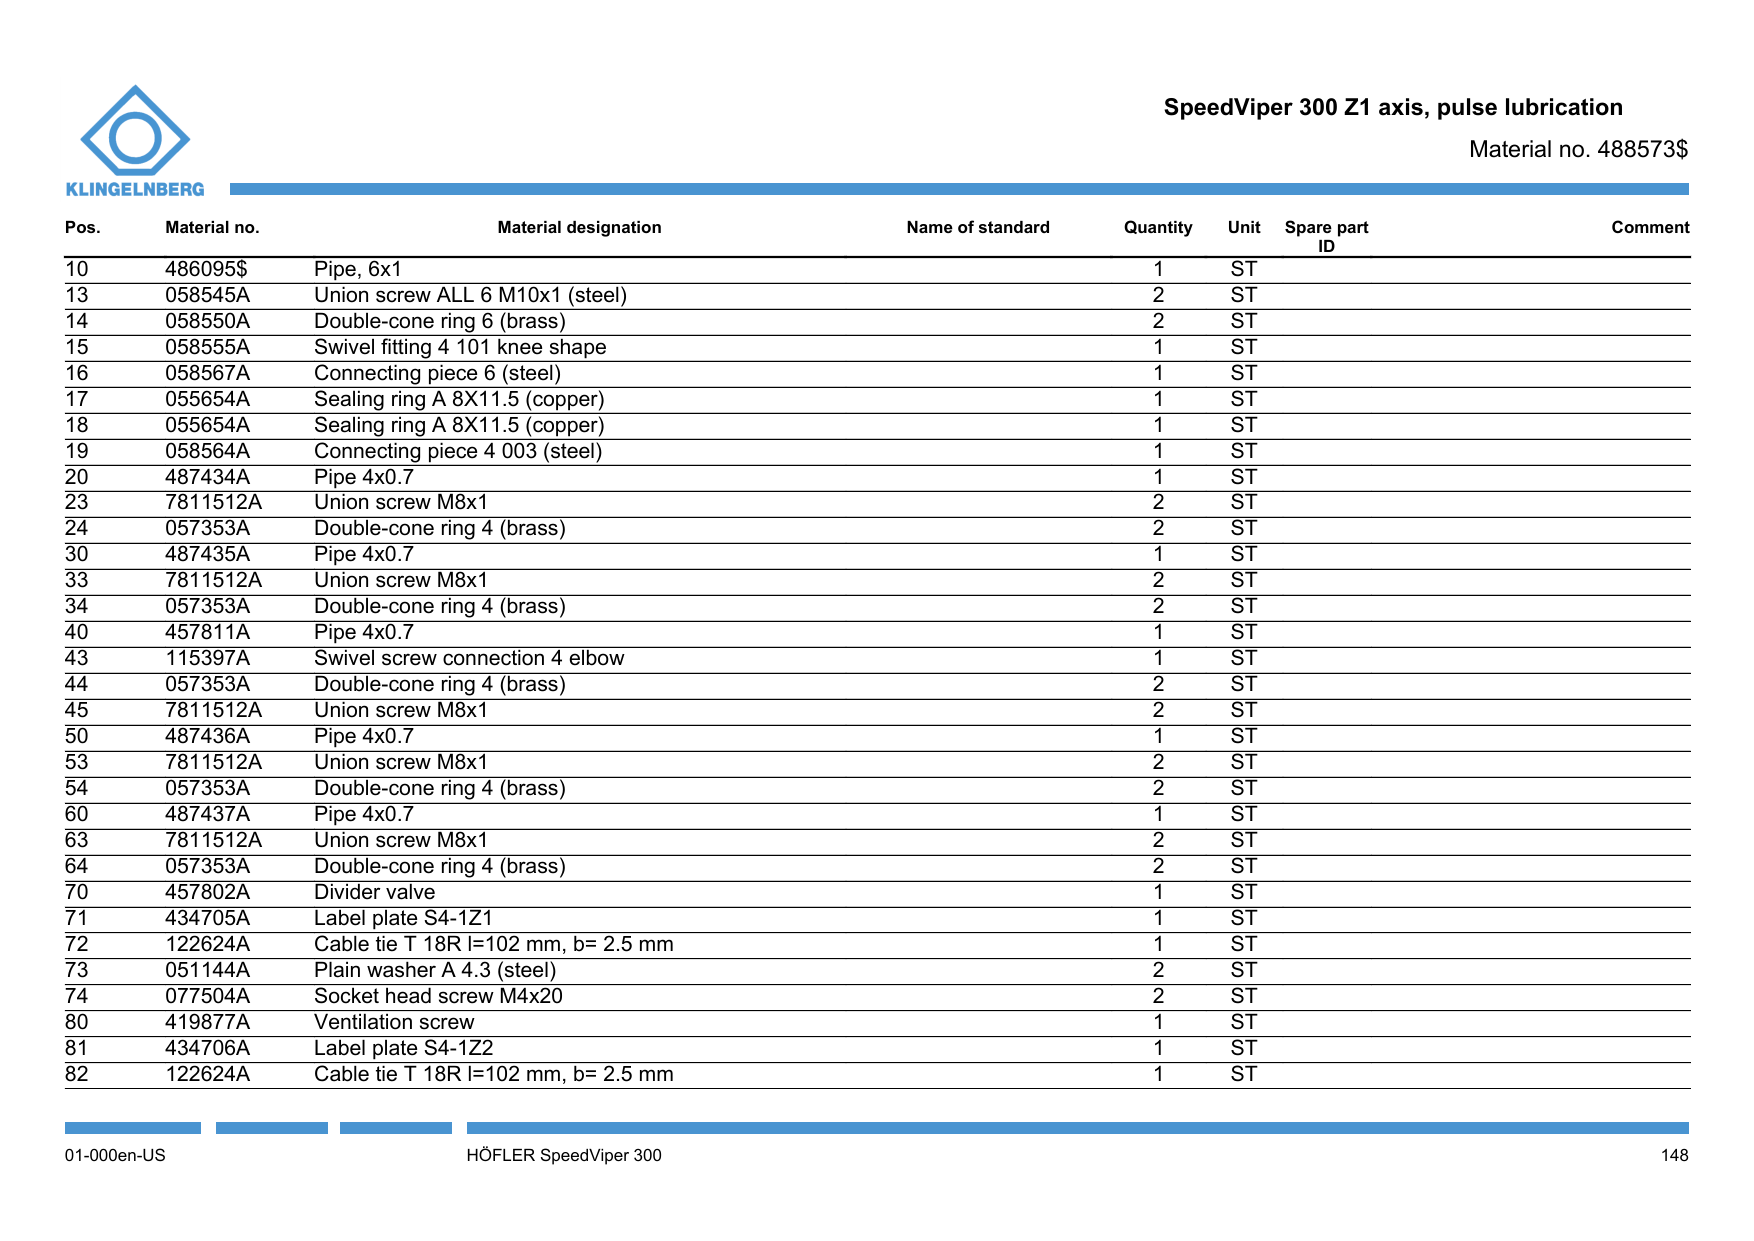 SpeedViper 300 Z1 axis, pulse lubrication
Material no. 488573$
KLINGELNBERG
Pos. Material no. Material designation Name of standard Quantity Unit Spare part ID Comment
10 486095$ Pipe, 6x1 1 ST
13 058545A Union screw ALL 6 M10x1 (steel) 2 ST
14 058550A Double-cone ring 6 (brass) 2 ST
15 058555A Swivel fitting 4 101 knee shape 1 ST
16 058567A Connecting piece 6 (steel) 1 ST
17 055654A Sealing ring A 8X11.5 (copper) 1 ST
18 055654A Sealing ring A 8X11.5 (copper) 1 ST
19 058564A Connecting piece 4 003 (steel) 1 ST
20 487434A Pipe 4x0.7 1 ST
23 7811512A Union screw M8x1 2 ST
24 057353A Double-cone ring 4 (brass) 2 ST
30 487435A Pipe 4x0.7 1 ST
33 7811512A Union screw M8x1 2 ST
34 057353A Double-cone ring 4 (brass) 2 ST
40 457811A Pipe 4x0.7 1 ST
43 115397A Swivel screw connection 4 elbow 1 ST
44 057353A Double-cone ring 4 (brass) 2 ST
45 7811512A Union screw M8x1 2 ST
50 487436A Pipe 4x0.7 1 ST
53 7811512A Union screw M8x1 2 ST
54 057353A Double-cone ring 4 (brass) 2 ST
60 487437A Pipe 4x0.7 1 ST
63 7811512A Union screw M8x1 2 ST
64 057353A Double-cone ring 4 (brass) 2 ST
70 457802A Divider valve 1 ST
71 434705A Label plate S4-1Z1 1 ST
72 122624A Cable tie T 18R l=102 mm, b= 2.5 mm 1 ST
73 051144A Plain washer A 4.3 (steel) 2 ST
74 077504A Socket head screw M4x20 2 ST
80 419877A Ventilation screw 1 ST
81 434706A Label plate S4-1Z2 1 ST
82 122624A Cable tie T 18R l=102 mm, b= 2.5 mm 1 ST
01-000en-US HÖFLER SpeedViper 300 148